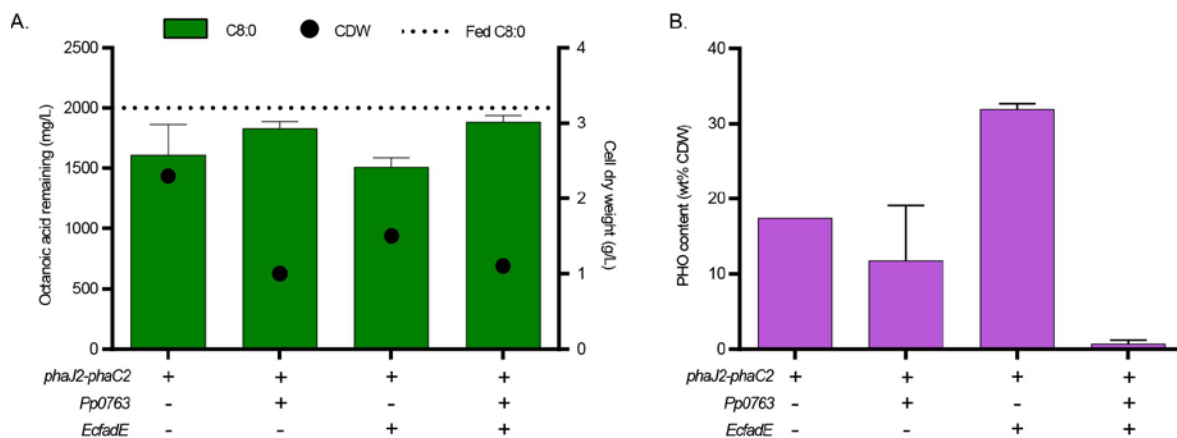 A.
C8:0 CDW Fed C8:0
Octanoic acid remaining (mg/L)
2500
2000
1500
1000
500
0
4
3
2
1
0
Cell dry weight (g/L)
phaJ2-phaC2 + + + +
Pp0763 - + - +
EcfadE - - + +
B.
PHO content (wt% CDW)
40
30
20
10
0
phaJ2-phaC2 + + + +
Pp0763 - + - +
EcfadE - - + +